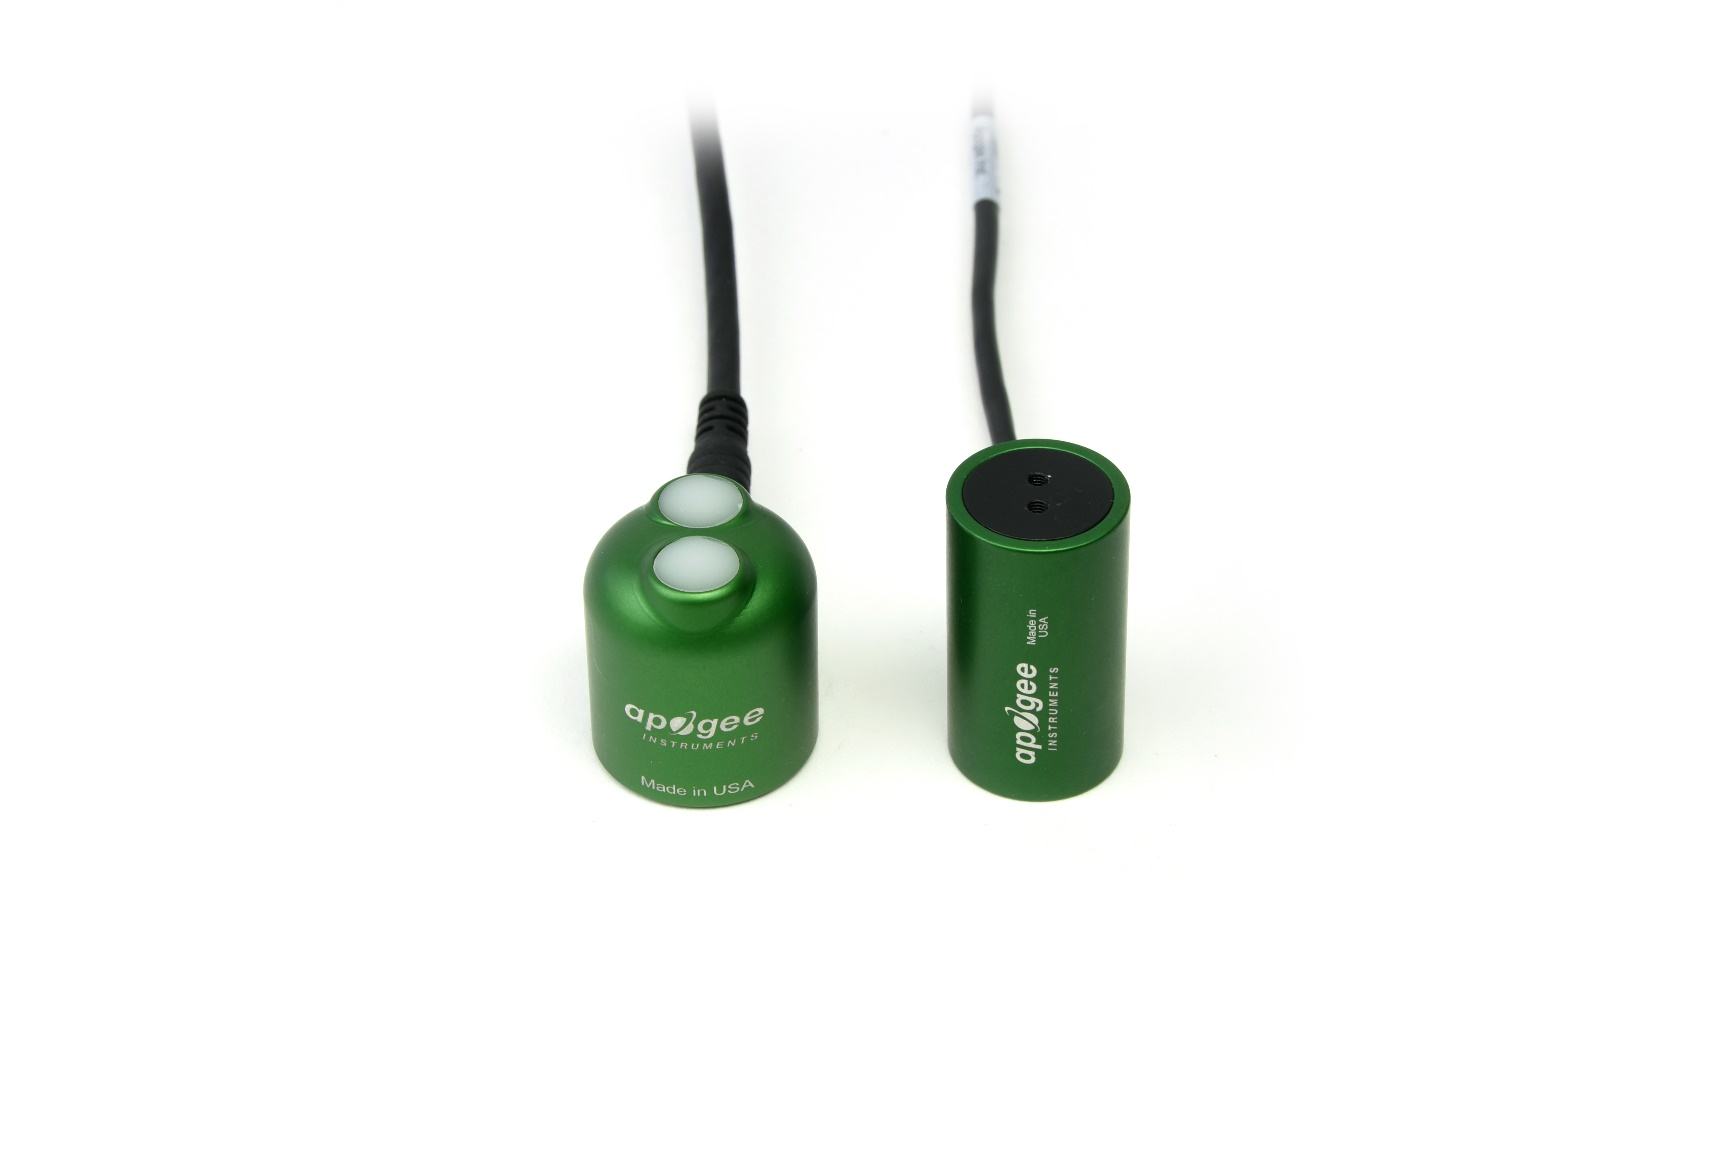 apogee
INSTRUMENTS
Made in USA
apogee
INSTRUMENTS
Made in
USA